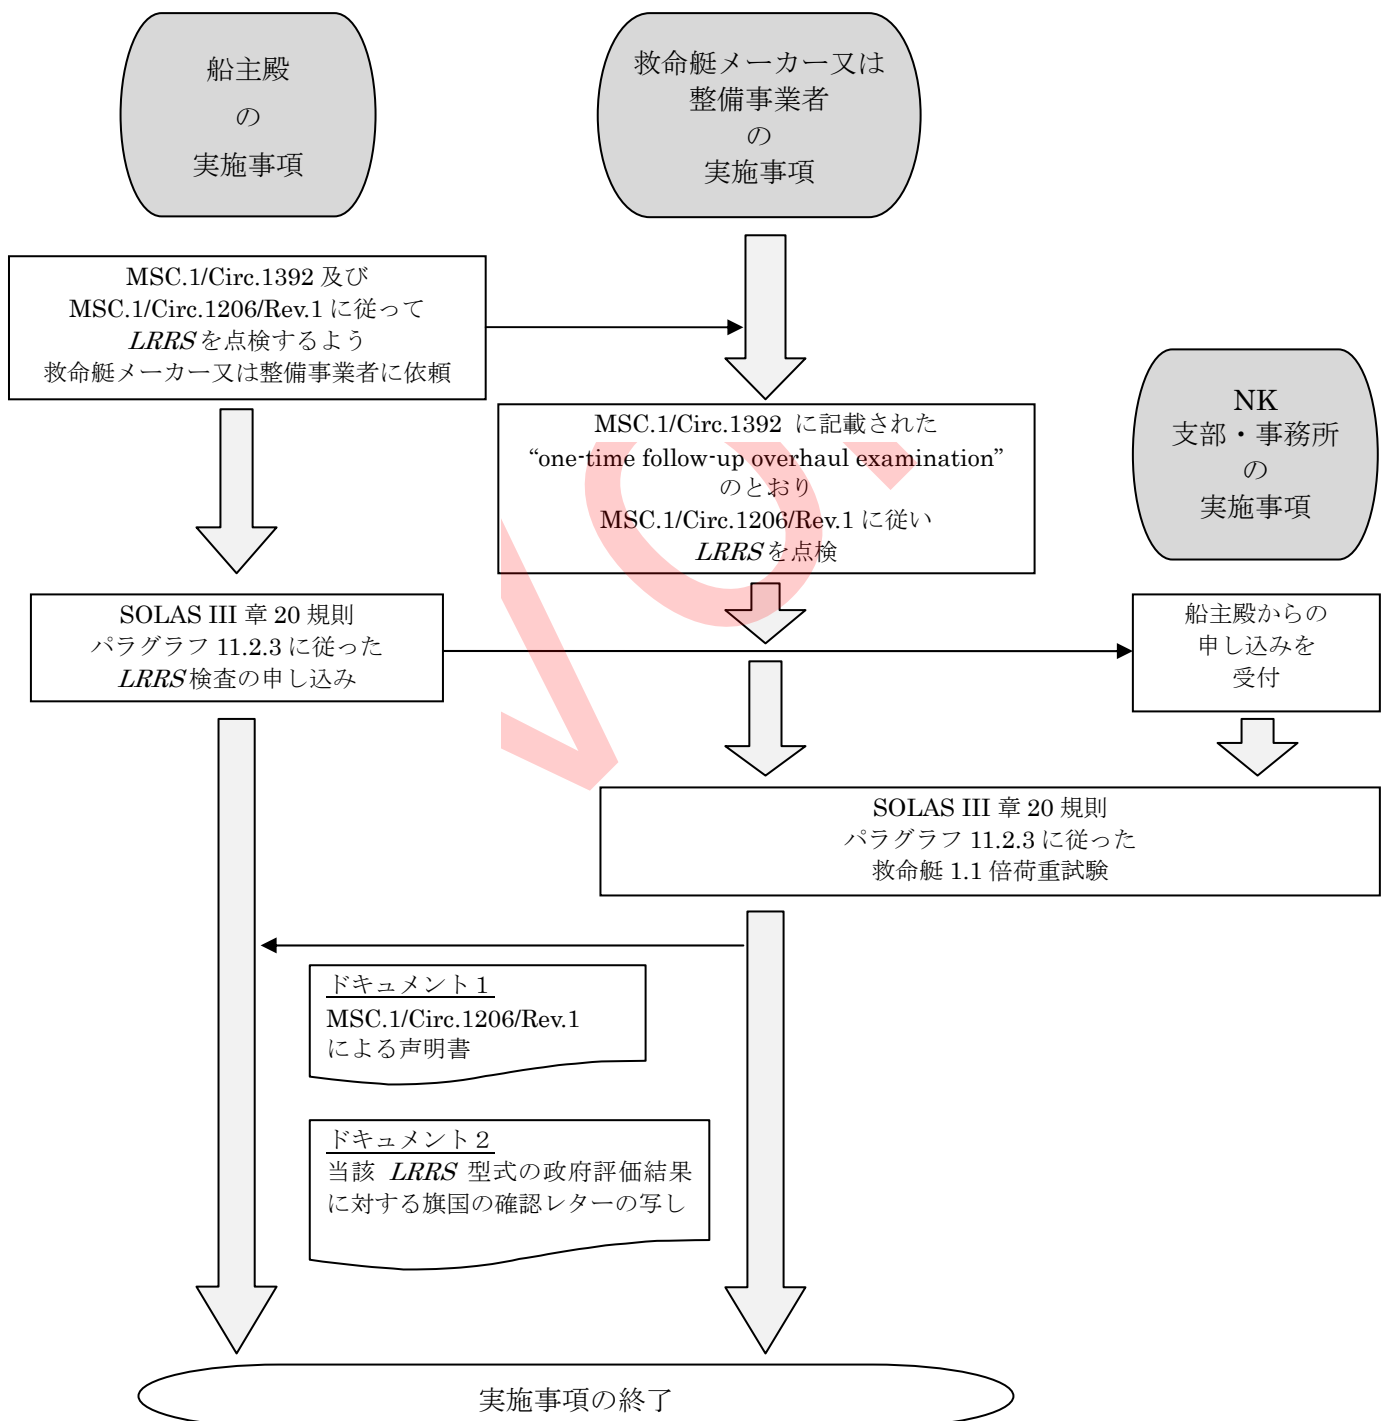 船主殿
の
実施事項
救命艇メーカー又は
整備事業者
の
実施事項
MSC.1/Circ.1392 及び
MSC.1/Circ.1206/Rev.1 に従って
LRRSを点検するよう
救命艇メーカー又は整備事業者に依頼
MSC.1/Circ.1392 に記載された
“one-time follow-up overhaul examination”
のとおり
MSC.1/Circ.1206/Rev.1 に従い
LRRSを点検
NK
支部・事務所
の
実施事項
SOLAS III 章 20 規則
パラグラフ 11.2.3 に従った
LRRS検査の申し込み
船主殿からの
申し込みを
受付
SOLAS III 章 20 規則
パラグラフ 11.2.3 に従った
救命艇 1.1 倍荷重試験
ドキュメント１
MSC.1/Circ.1206/Rev.1
による声明書
ドキュメント２
当該 LRRS 型式の政府評価結果
に対する旗国の確認レターの写し
実施事項の終了